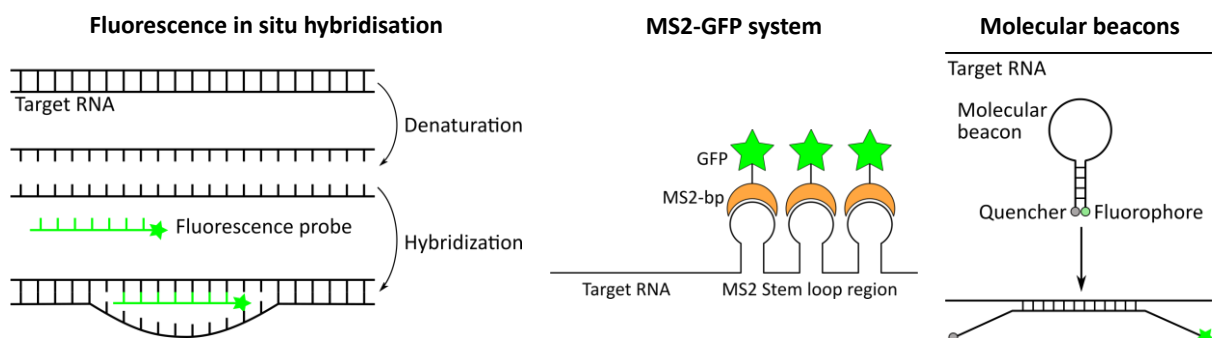 Fluorescence in situ hybridisation
Target RNA
Denaturation
Fluorescence probe
Hybridization
MS2-GFP system
GFP
MS2-bp
Target RNA
MS2 Stem loop region
Molecular beacons
Target RNA
Molecular
beacon
Quencher
Fluorophore